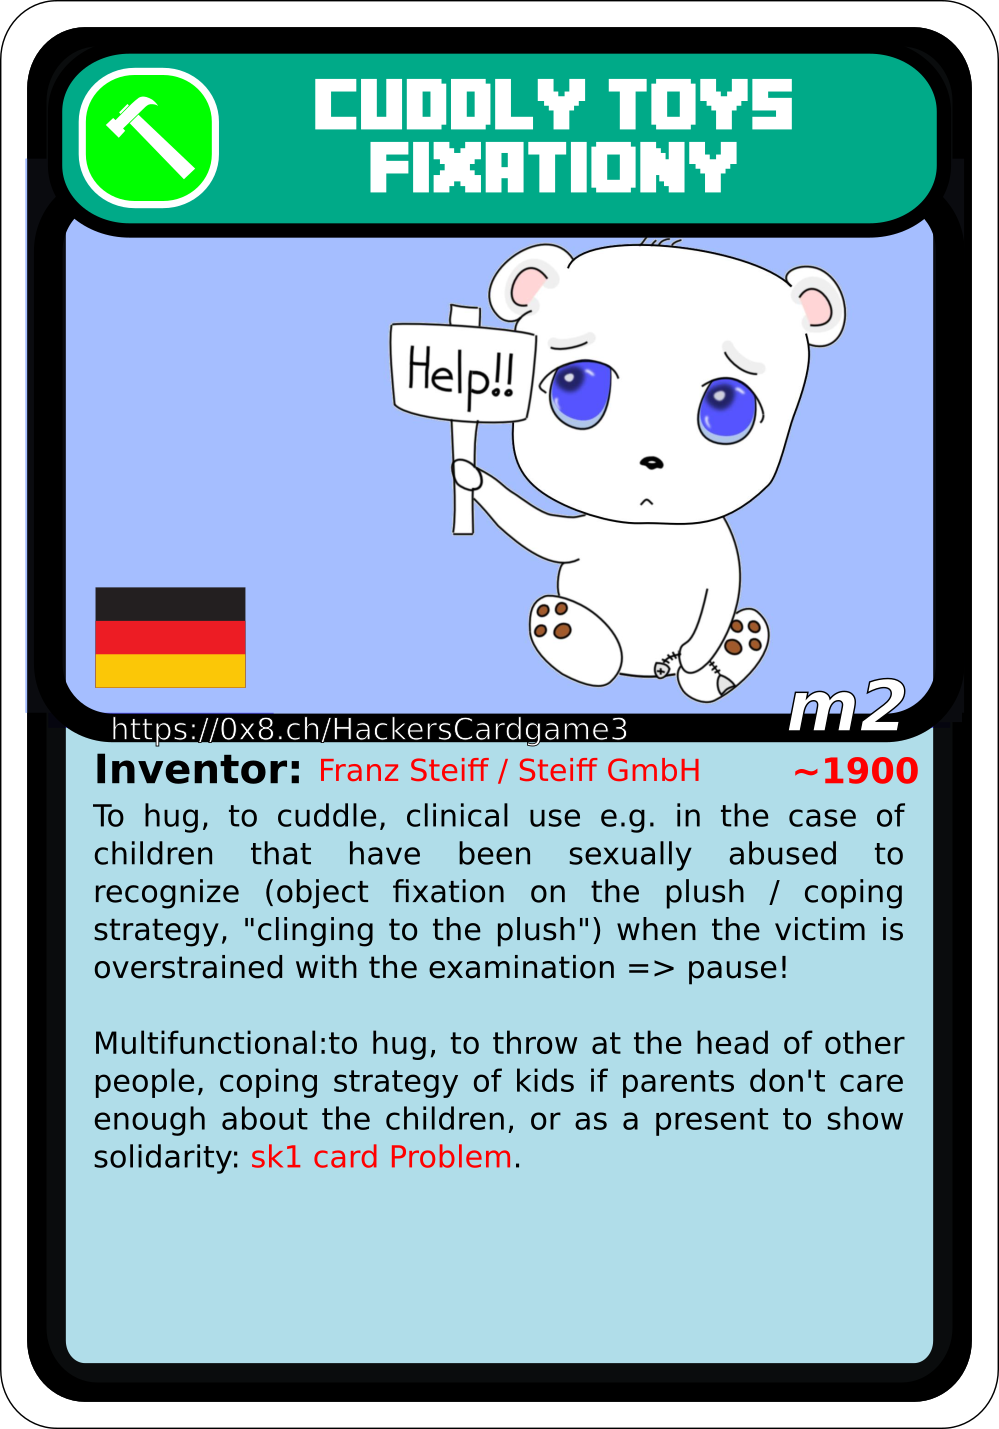 CUDDLY TOYS
FIXATIONY
Help!!
m2
https://0x8.ch/HackersCardgame3
Inventor: Franz Steiff / Steiff GmbH ~1900
To hug, to cuddle, clinical use e.g. in the case of
children that have been sexually abused to
recognize (object fixation on the plush / coping
strategy, "clinging to the plush") when the victim is
overstrained with the examination => pause!
Multifunctional:to hug, to throw at the head of other
people, coping strategy of kids if parents don't care
enough about the children, or as a present to show
solidarity: sk1 card Problem.